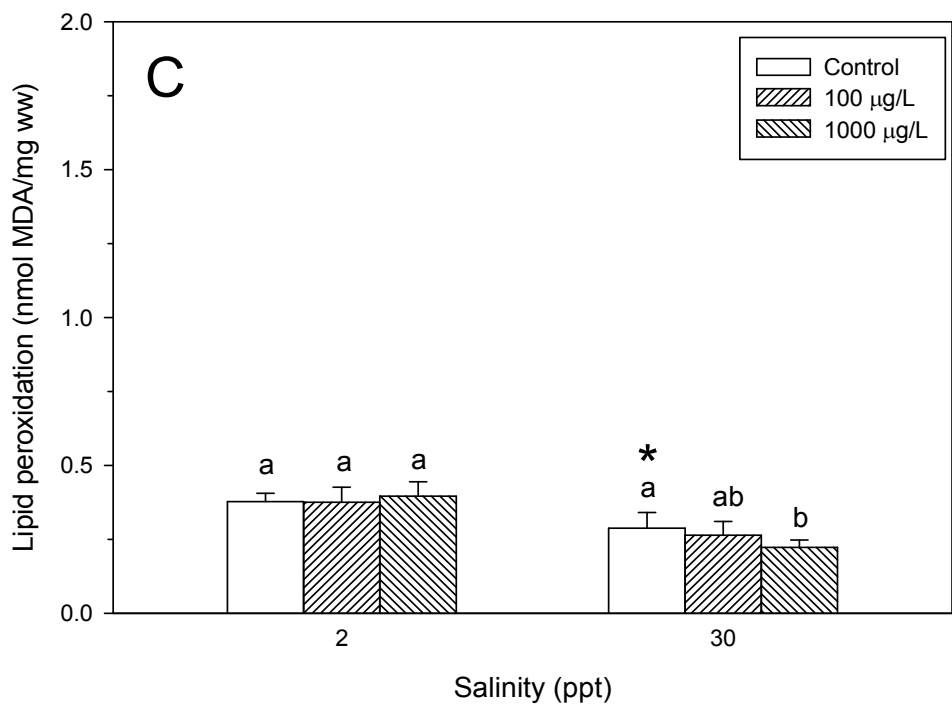 C
Control
100 μg/L
1000 μg/L
Lipid peroxidation (nmol MDA/mg ww)
2.0
1.5
1.0
0.5
0.0
a a a
*
a ab b
2 30
Salinity (ppt)